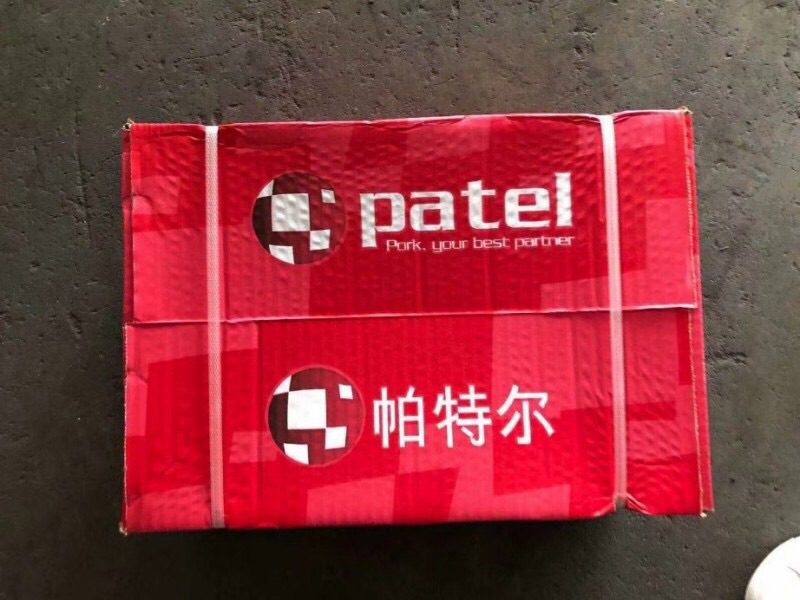 patel
Pork, your best partner
帕特尔